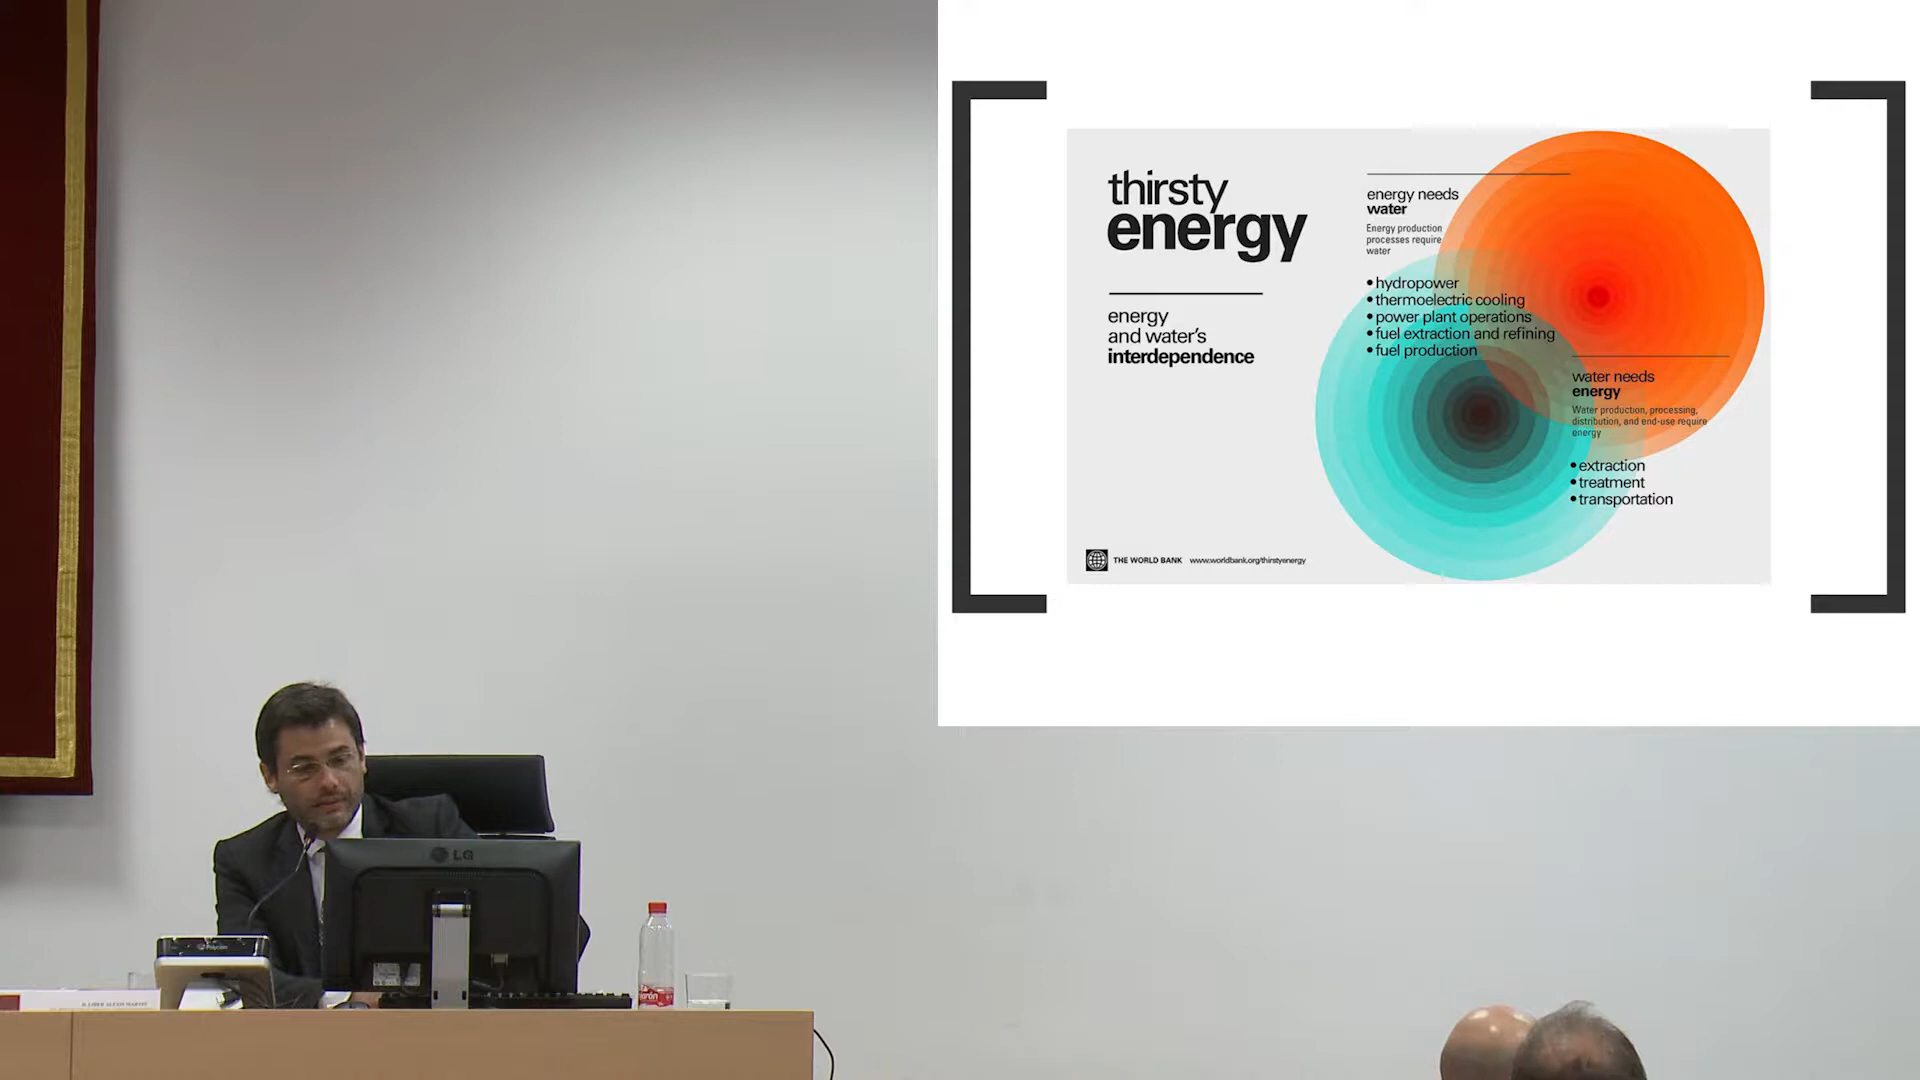 thirsty
energy
energy
and water's
interdependence
THE WORLD BANK www.worldbank.org/thirstyenergy
energy needs
water
Energy production
processes require
water
• hydropower
• thermoelectric cooling
• power plant operations
• fuel extraction and refining
• fuel production
water needs
energy
Water production, processing,
distribution, and end-use require
energy
• extraction
• treatment
• transportation
LG
Polycom